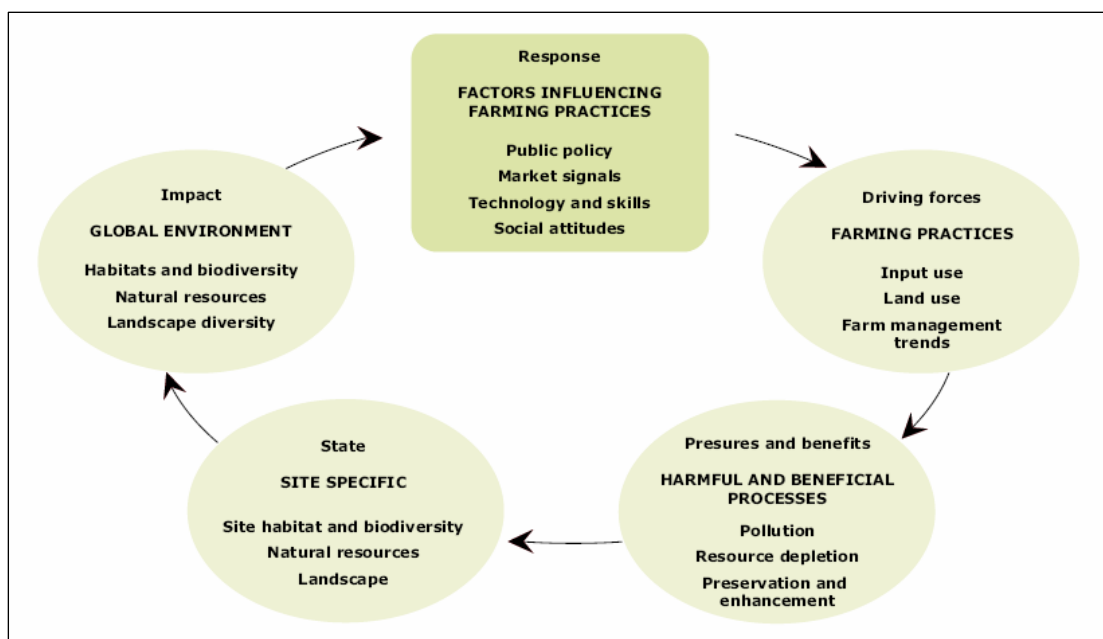 Response
FACTORS INFLUENCING
FARMING PRACTICES
Public policy
Market signals
Technology and skills
Social attitudes
Driving forces
FARMING PRACTICES
Input use
Land use
Farm management
trends
Presures and benefits
HARMFUL AND BENEFICIAL
PROCESSES
Pollution
Resource depletion
Preservation and
enhancement
State
SITE SPECIFIC
Site habitat and biodiversity
Natural resources
Landscape
Impact
GLOBAL ENVIRONMENT
Habitats and biodiversity
Natural resources
Landscape diversity